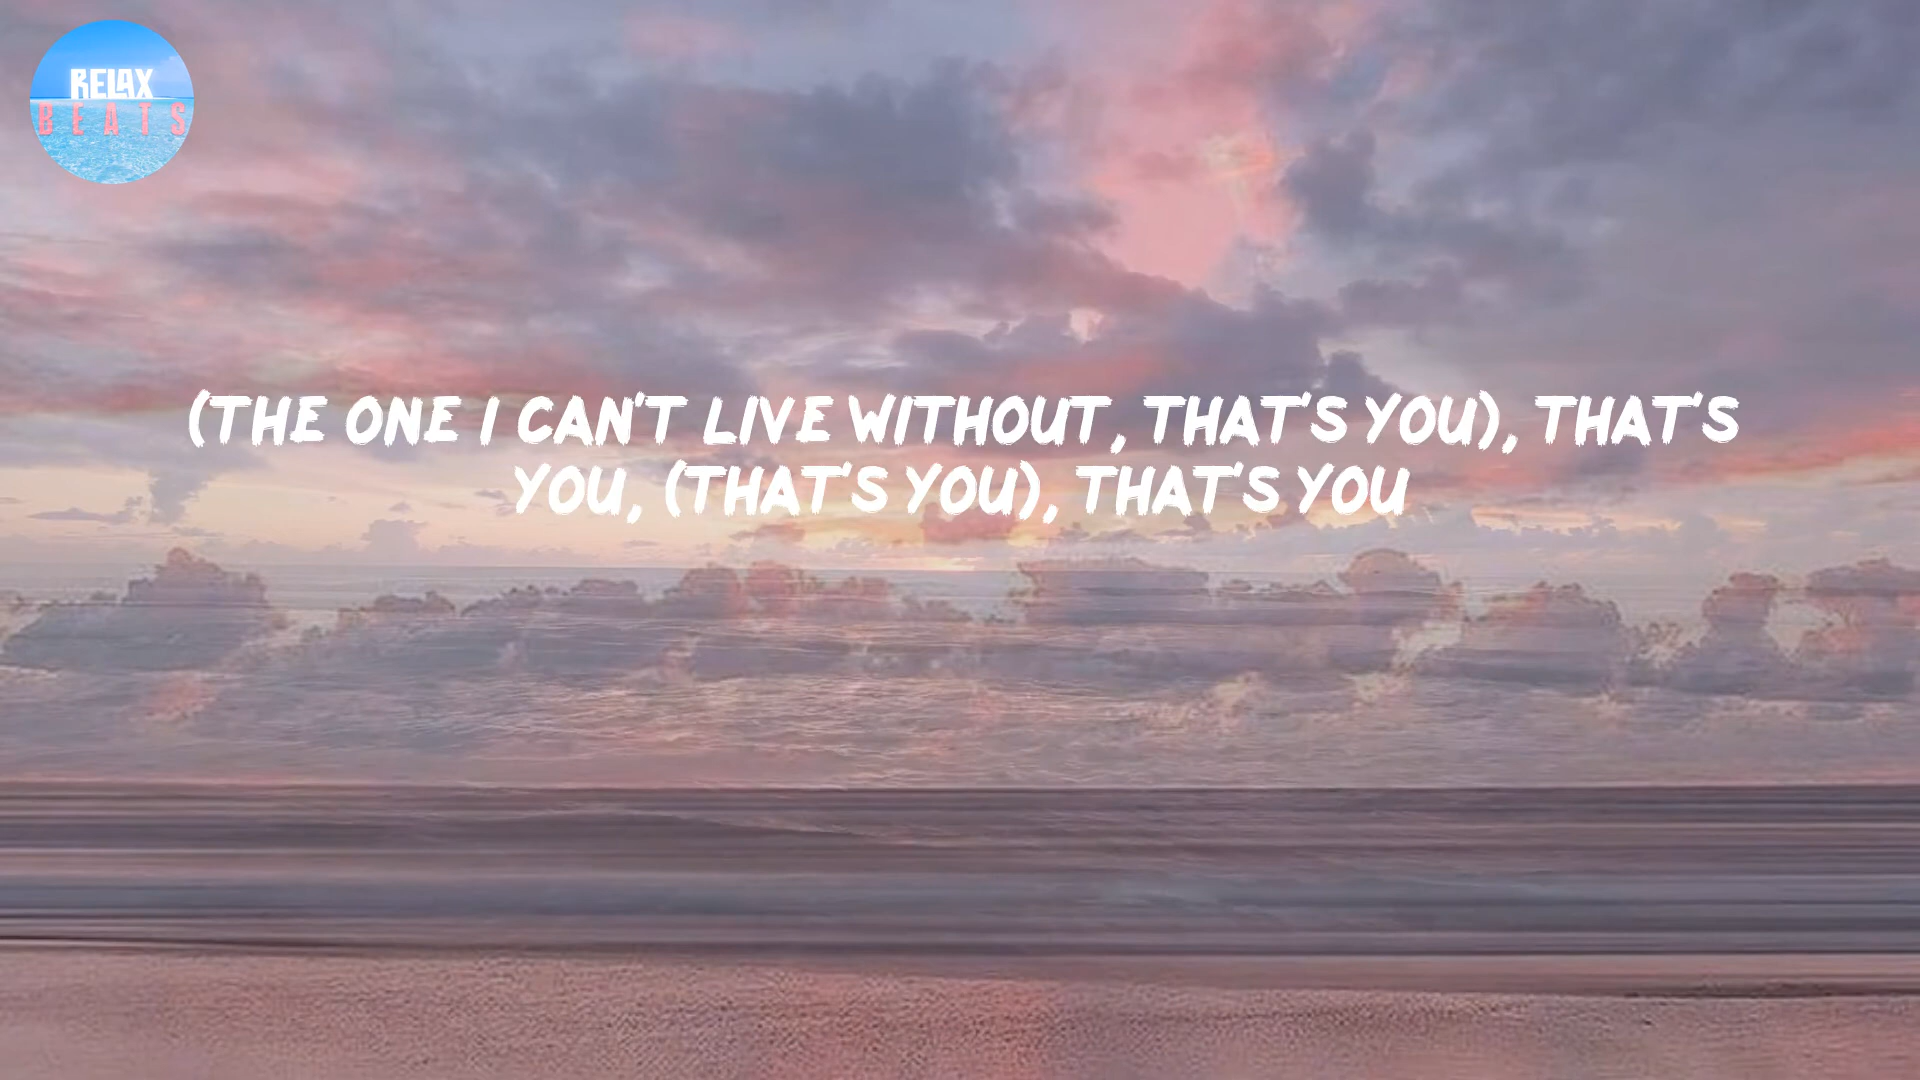 RELAX
BEATS
(THE ONE I CAN'T LIVE WITHOUT, THAT'S YOU), THAT'S
YOU, (THAT'S YOU), THAT'S YOU